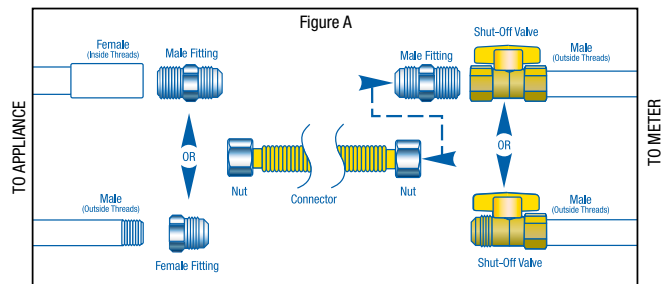 Figure A
Female
(Inside Threads)
Male Fitting
Male Fitting
Shut-Off Valve
Male
(Outside Threads)
TO APPLIANCE
OR
OR
TO METER
Nut
Connector
Nut
Male
(Outside Threads)
Male
(Outside Threads)
Female Fitting
Shut-Off Valve